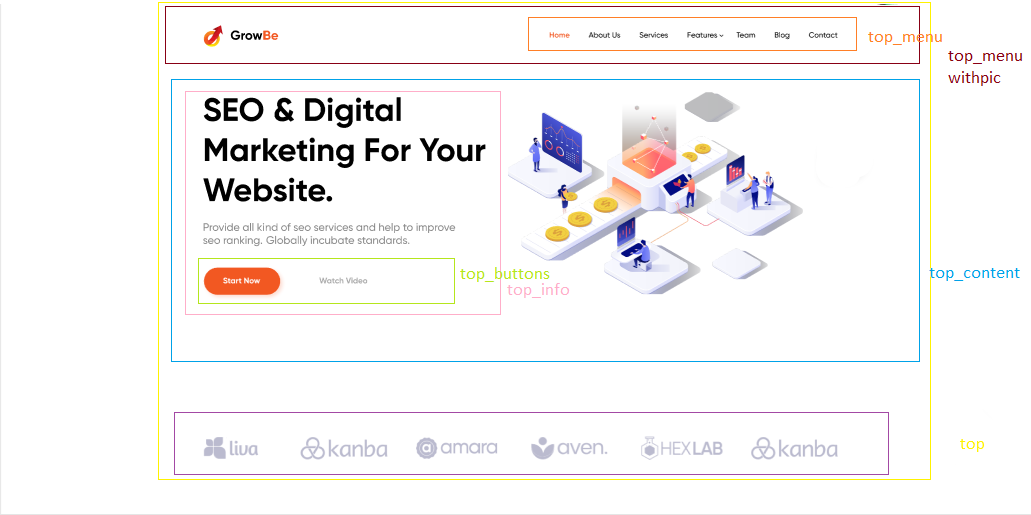 GrowBe
Home About Us Services Features Team Blog Contact
top_menu
top_menu
withpic
SEO & Digital
Marketing For Your
Website.
Provide all kind of seo services and help to improve
seo ranking. Globally incubate standards.
top_buttons
top_content
Start Now Watch Video
top_info
liva kanba amara aven. HEXLAB kanba
top